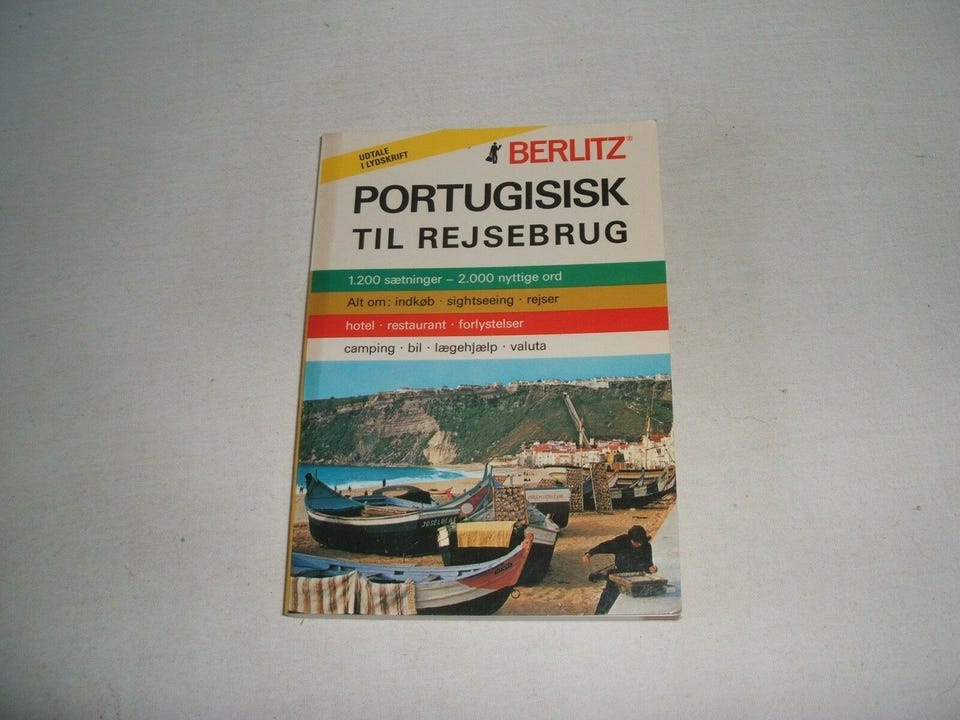 UDTALE
I LYDSKRIFT
BERLITZ®
PORTUGISISK
TIL REJSEBRUG
1.200 sætninger – 2.000 nyttige ord
Alt om: indkøb · sightseeing · rejser
hotel · restaurant · forlystelser
camping · bil · lægehjælp · valuta